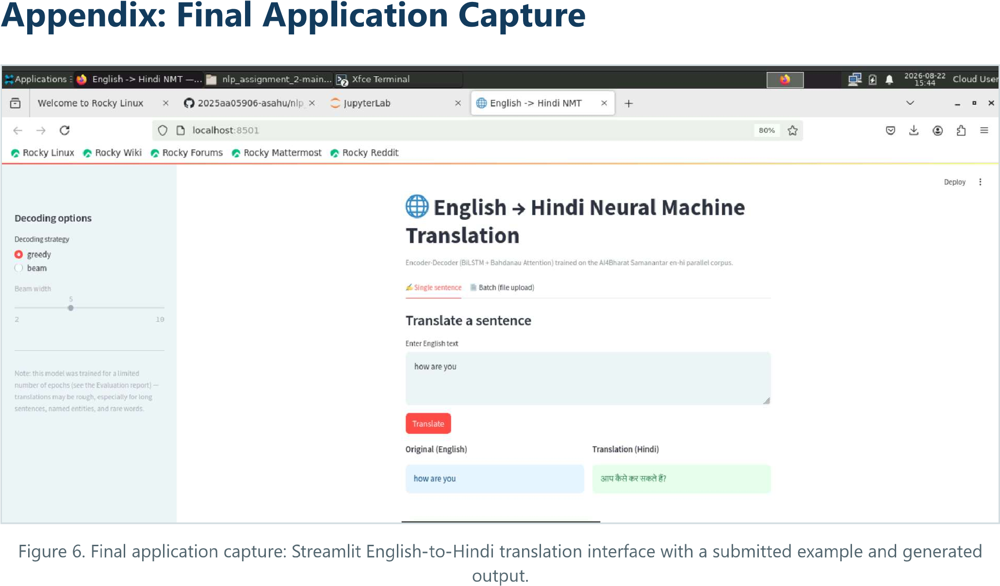 Appendix: Final Application Capture
Applications English -> Hindi NMT —... nlp_assignment_2-main... Xfce Terminal 2026-08-22 15:44 Cloud User
Welcome to Rocky Linux 2025aa05906-asahu/nlp_ JupyterLab English -> Hindi NMT
localhost:8501 80%
Rocky Linux Rocky Wiki Rocky Forums Rocky Mattermost Rocky Reddit
Deploy
Decoding options
Decoding strategy
greedy
beam
Beam width
5
2 10
Note: this model was trained for a limited
number of epochs (see the Evaluation report) —
translations may be rough, especially for long
sentences, named entities, and rare words.
English → Hindi Neural Machine
Translation
Encoder-Decoder (BiLSTM + Bahdanau Attention) trained on the AI4Bharat Samanantar en-hi parallel corpus.
Single sentence Batch (file upload)
Translate a sentence
Enter English text
how are you
Translate
Original (English) Translation (Hindi)
how are you आप कैसे कर सकते हैं?
Figure 6. Final application capture: Streamlit English-to-Hindi translation interface with a submitted example and generated
output.